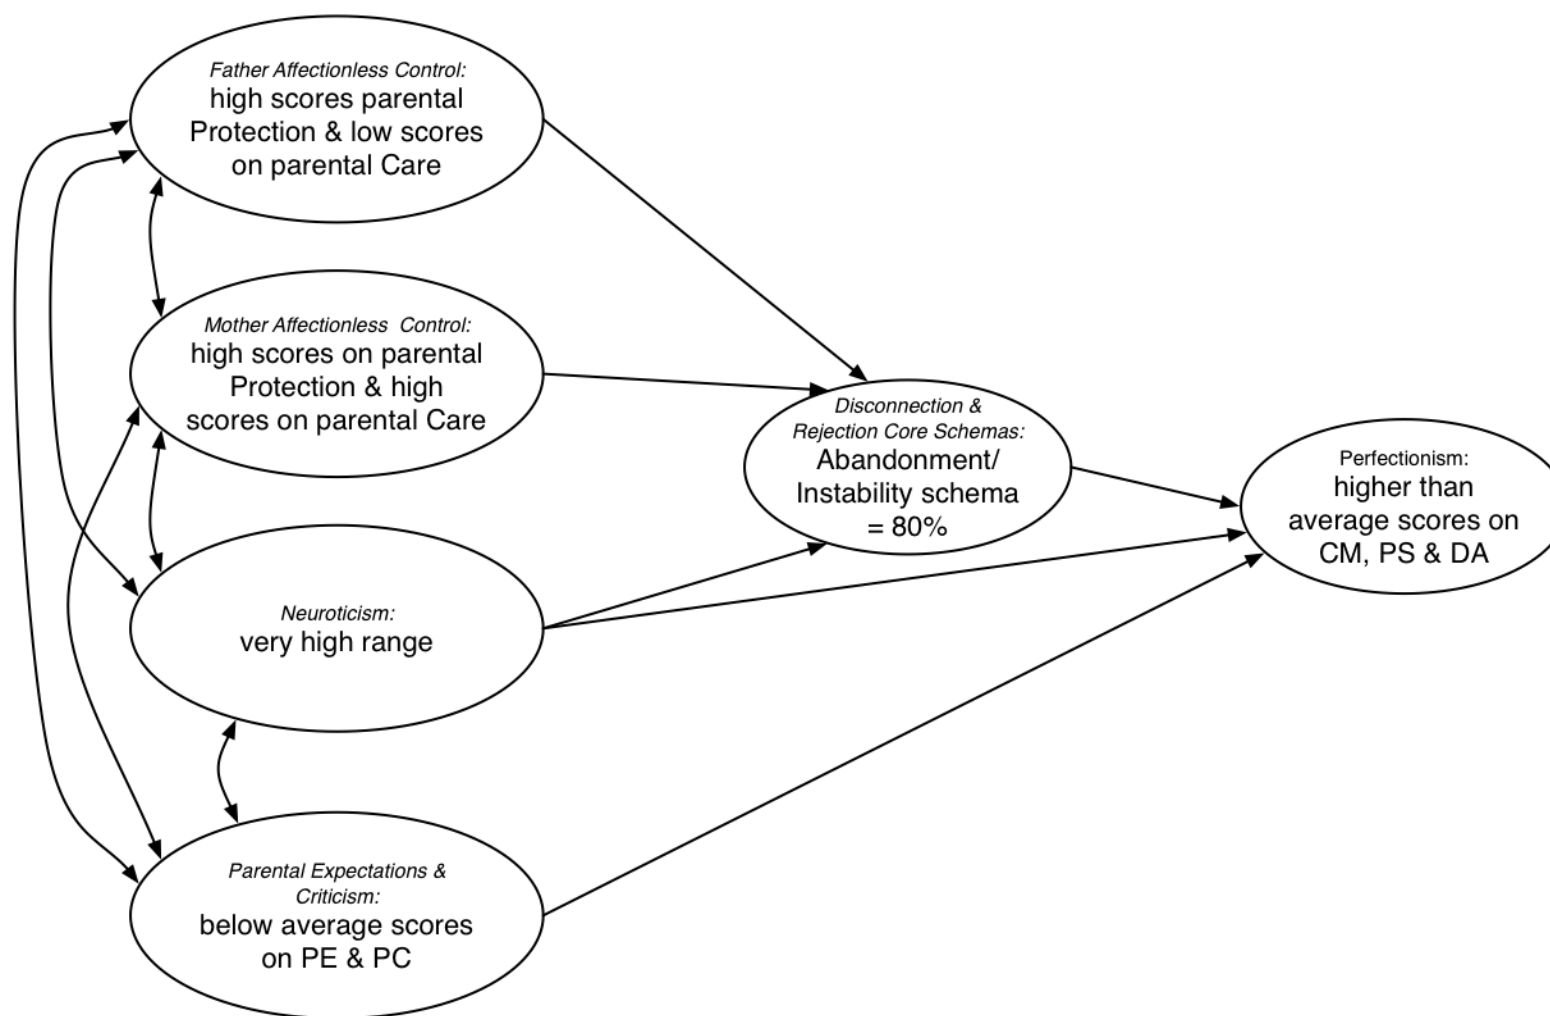 Father Affectionless Control:
high scores parental
Protection & low scores
on parental Care
Mother Affectionless  Control:
high scores on parental
Protection & high
scores on parental Care
Disconnection &
Rejection Core Schemas:
Abandonment/
Instability schema
= 80%
Perfectionism:
higher than
average scores on
CM, PS & DA
Neuroticism:
very high range
Parental Expectations &
Criticism:
below average scores
on PE & PC